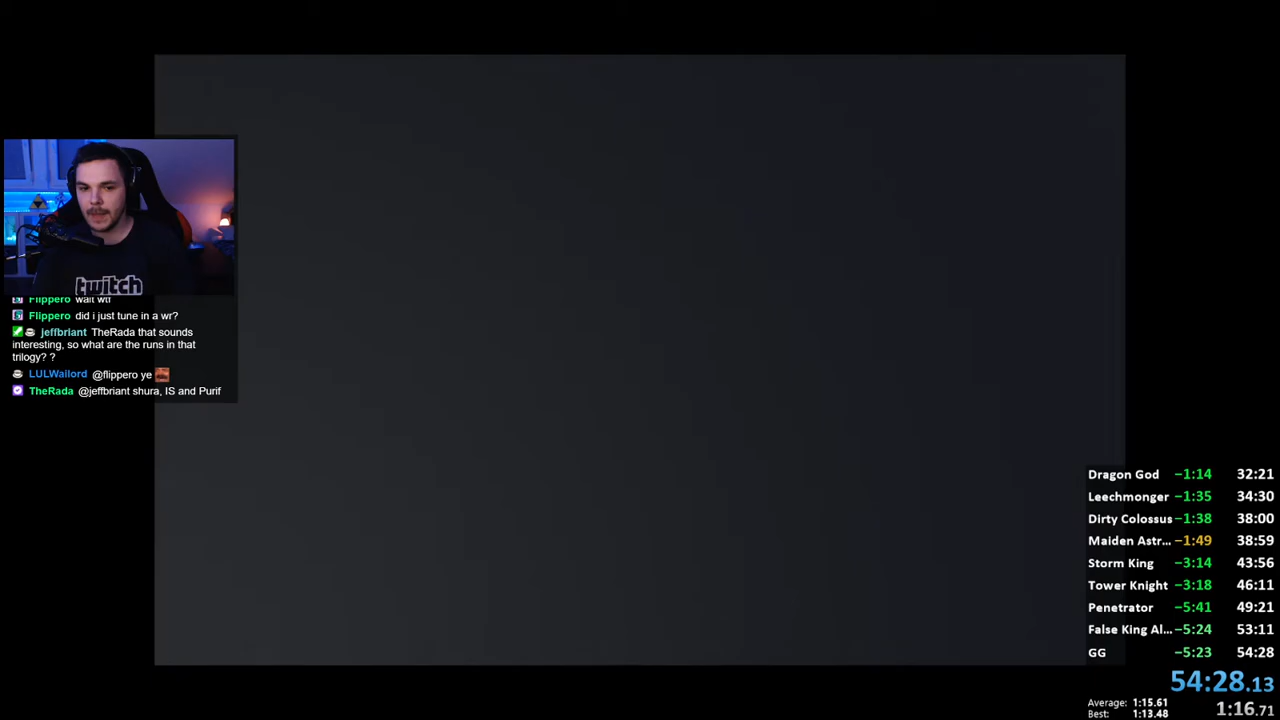 twitch
Flippero wait wtf
Flippero did i just tune in a wr?
jeffbriant TheRada that sounds
interesting, so what are the runs in that
trilogy? ?
LULWailord @flippero ye
TheRada @jeffbriant shura, IS and Purif
Dragon God -1:14 32:21
Leechmonger -1:35 34:30
Dirty Colossus -1:38 38:00
Maiden Astr... -1:49 38:59
Storm King -3:14 43:56
Tower Knight -3:18 46:11
Penetrator -5:41 49:21
False King Al... -5:24 53:11
GG -5:23 54:28
54:28.13
Average: 1:15.61
Best: 1:13.48
1:16.71